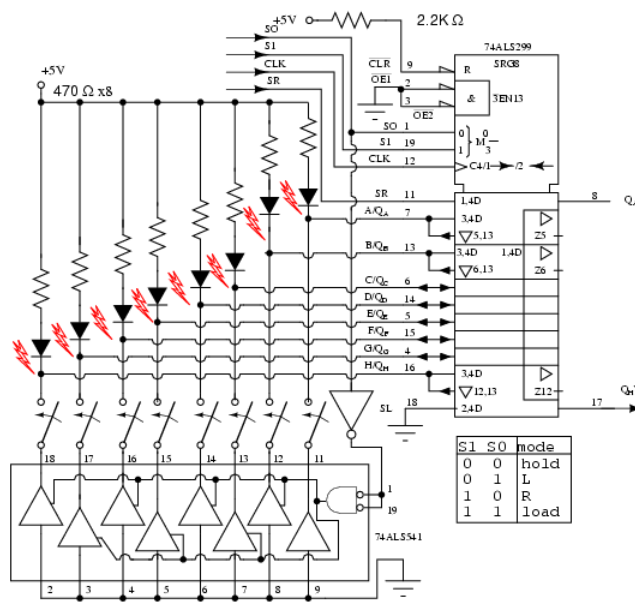 +5V
2.2K Ω
SO
S1
CLK
SR
74ALS299
SRG8
CLR 9
R
OE1 2
3
OE2
&
3EN13
+5V
470 Ω x8
SO 1
0
M 0
3
S1 19
1
CLK 12
C4/1
/2
SR 11
1,4D
8
A/QA 7
3,4D
5,13
Z5
B/QB 13
3,4D
1,4D
6,13
Z6
C/QC 6
D/QD 14
E/QE 5
F/QF 15
G/QG 4
H/QH 16
3,4D
12,13
Z12
SL 18
2,4D
17
QH'
18 17 16 15 14 13 12 11
1
19
74ALS541
2 3 4 5 6 7 8 9
S1 S0 mode
0 0 hold
0 1 L
1 0 R
1 1 load